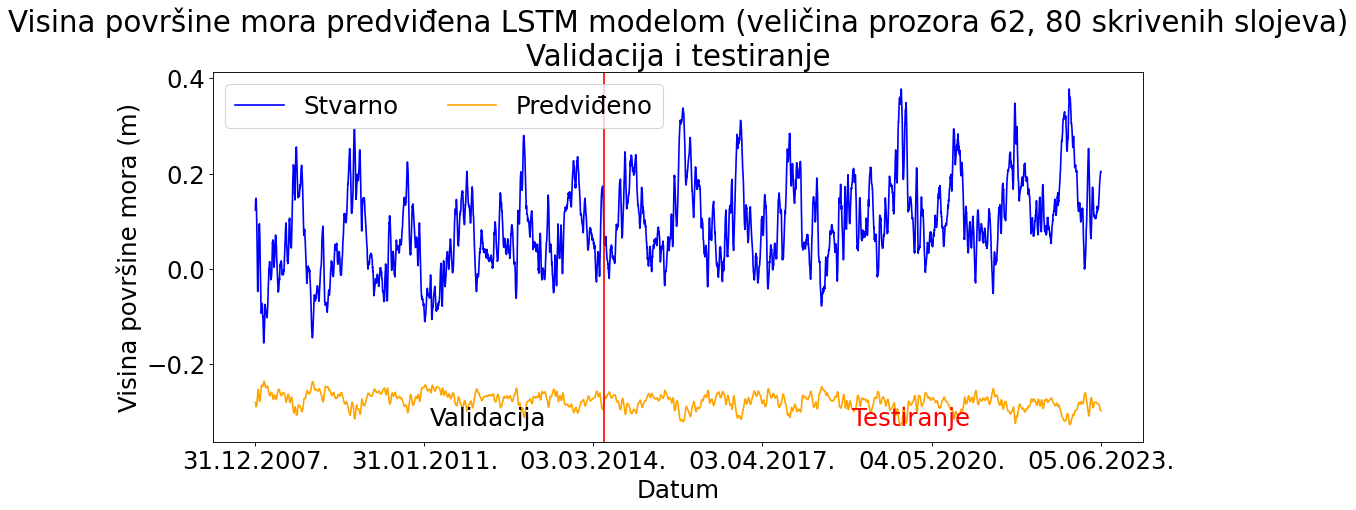 Visina površine mora predviđena LSTM modelom (veličina prozora 62, 80 skrivenih slojeva)
Validacija i testiranje
Stvarno Predviđeno
Visina površine mora (m)
0.4
0.2
0.0
−0.2
Validacija Testiranje
31.12.2007. 31.01.2011. 03.03.2014. 03.04.2017. 04.05.2020. 05.06.2023.
Datum